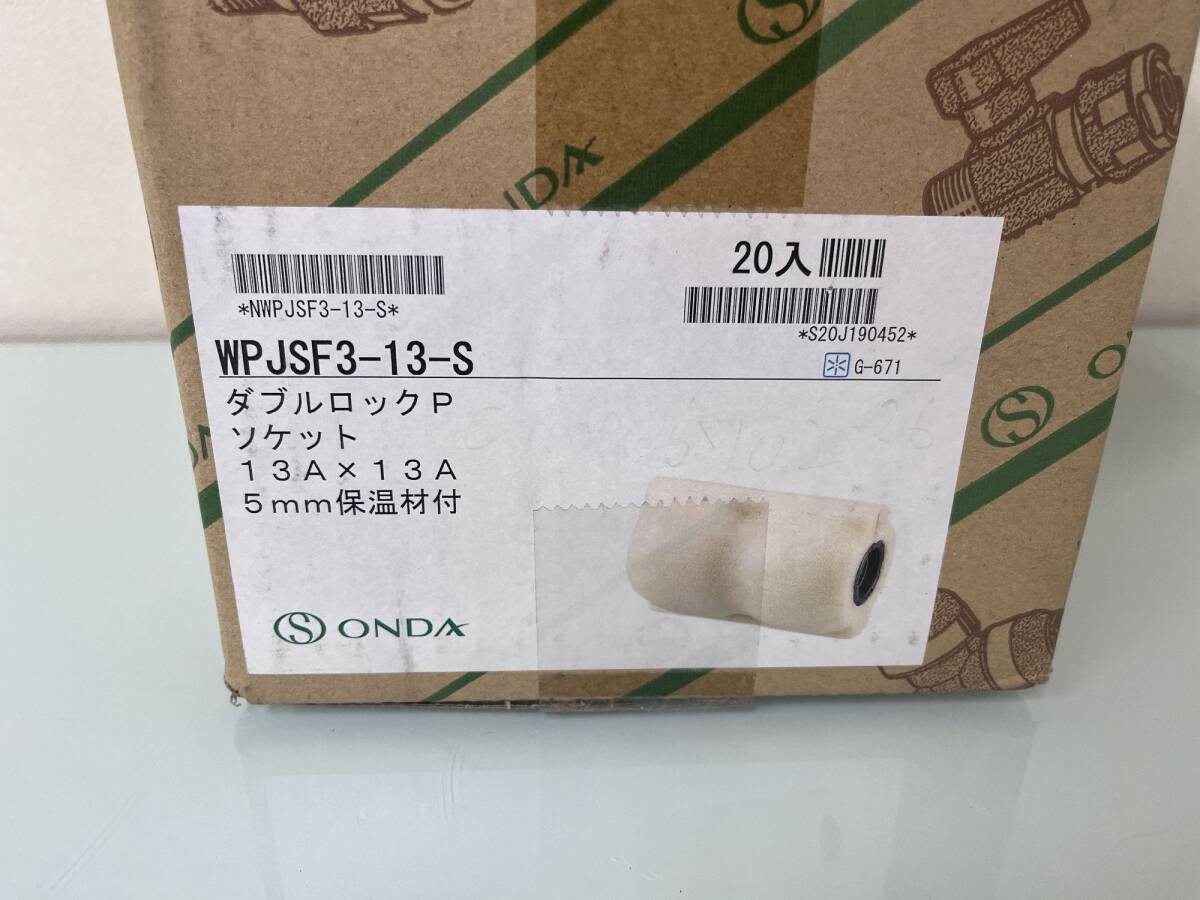 ONDA
20入
*NWPJSF3-13-S*
*S20J190452*
WPJSF3-13-S
G-671
ダブルロックP
ソケット
13A×13A
5mm保温材付
S ONDA